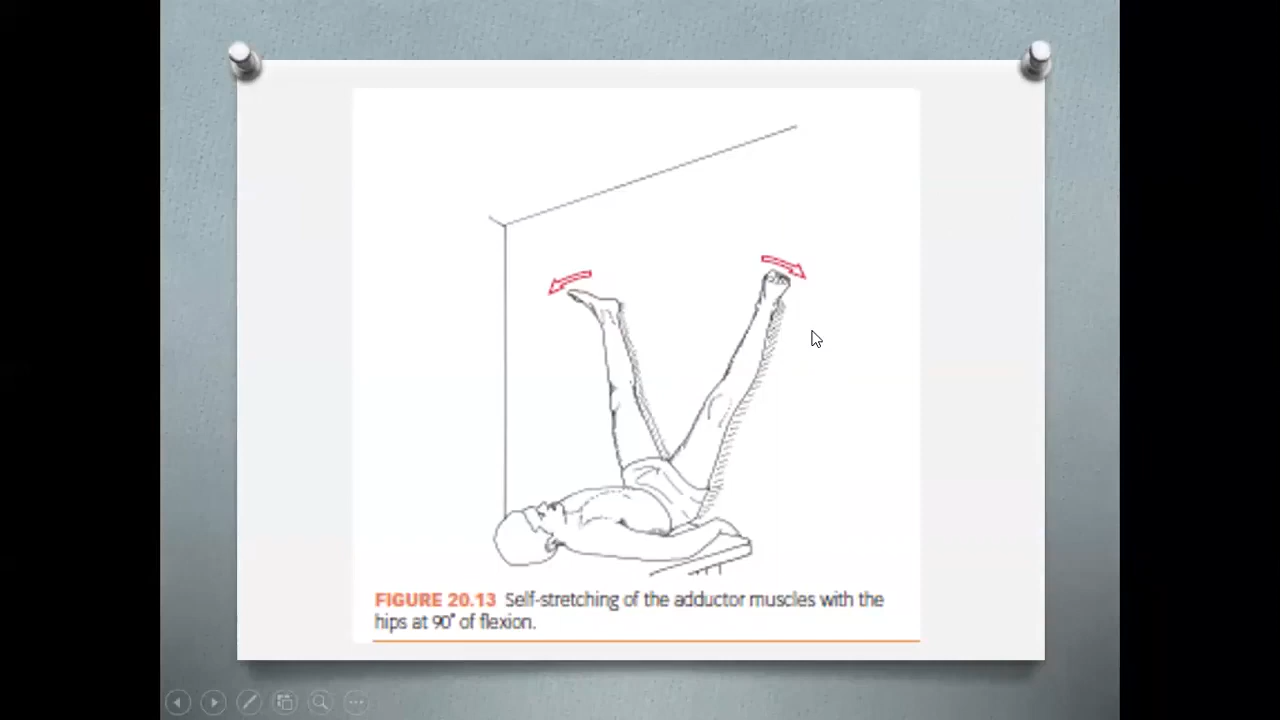 FIGURE 20.13 Self-stretching of the adductor muscles with the
hips at 90° of flexion.